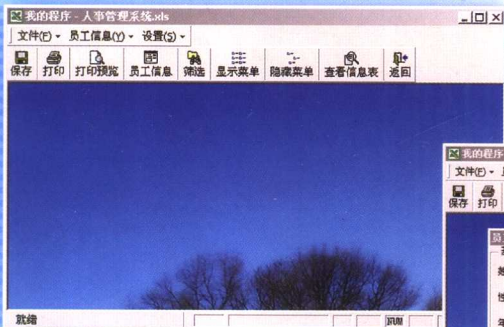 我的程序 - 人事管理系统.xls
文件(F) 员工信息(Y) 设置(S)
保存 打印 打印预览 员工信息 筛选 显示菜单 隐藏菜单 查看信息表 返回
我的程序
文件(F)
保存 打印
就绪